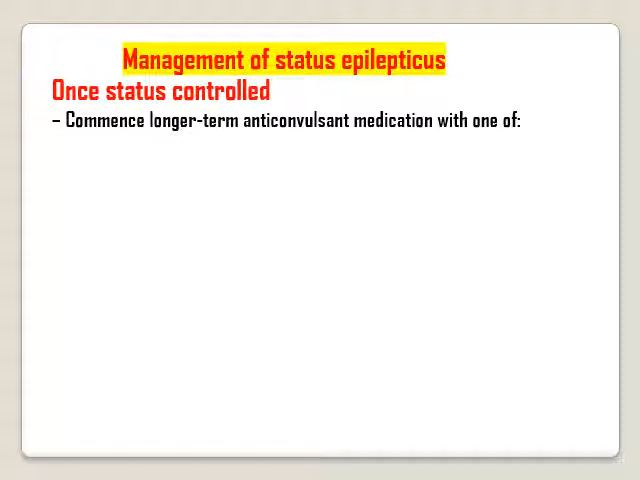 Management of status epilepticus
Once status controlled
– Commence longer-term anticonvulsant medication with one of: